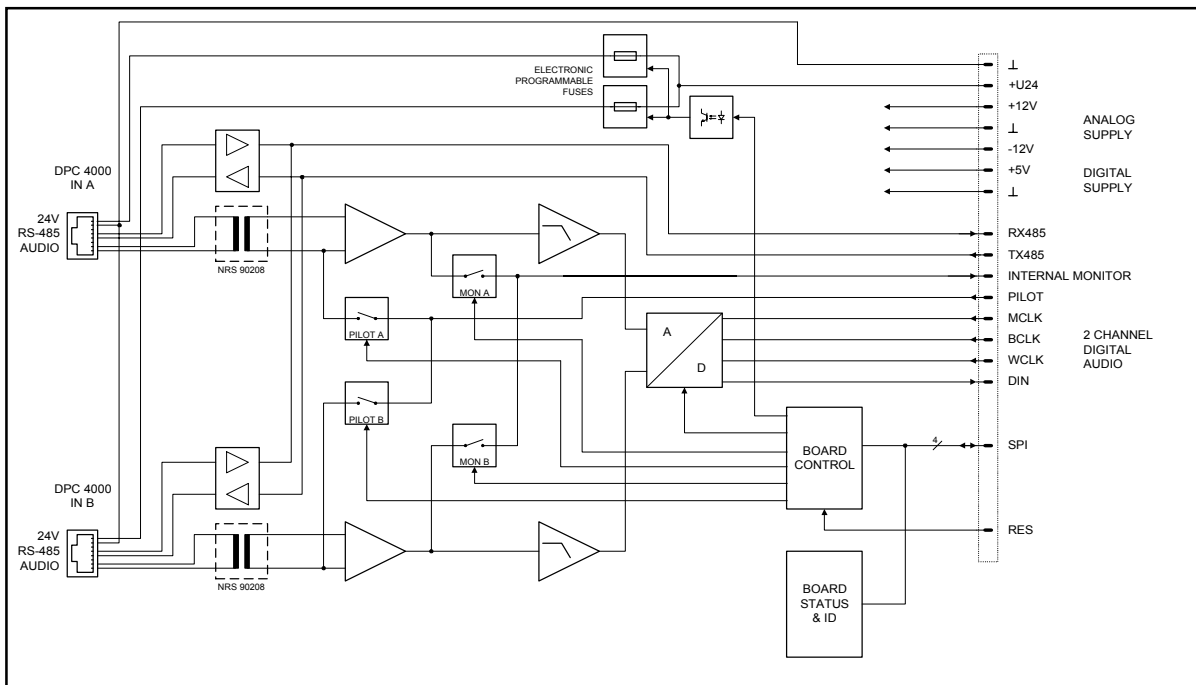 ELECTRONIC
PROGRAMMABLE
FUSES
⊥
+U24
+12V
⊥
-12V
+5V
⊥
ANALOG
SUPPLY
DIGITAL
SUPPLY
DPC 4000
IN A
24V
RS-485
AUDIO
NRS 90208
MON A
PILOT A
PILOT B
MON B
A
D
RX485
TX485
INTERNAL MONITOR
PILOT
MCLK
BCLK
WCLK
DIN
2 CHANNEL
DIGITAL
AUDIO
DPC 4000
IN B
24V
RS-485
AUDIO
NRS 90208
BOARD
CONTROL
4
SPI
RES
BOARD
STATUS
& ID